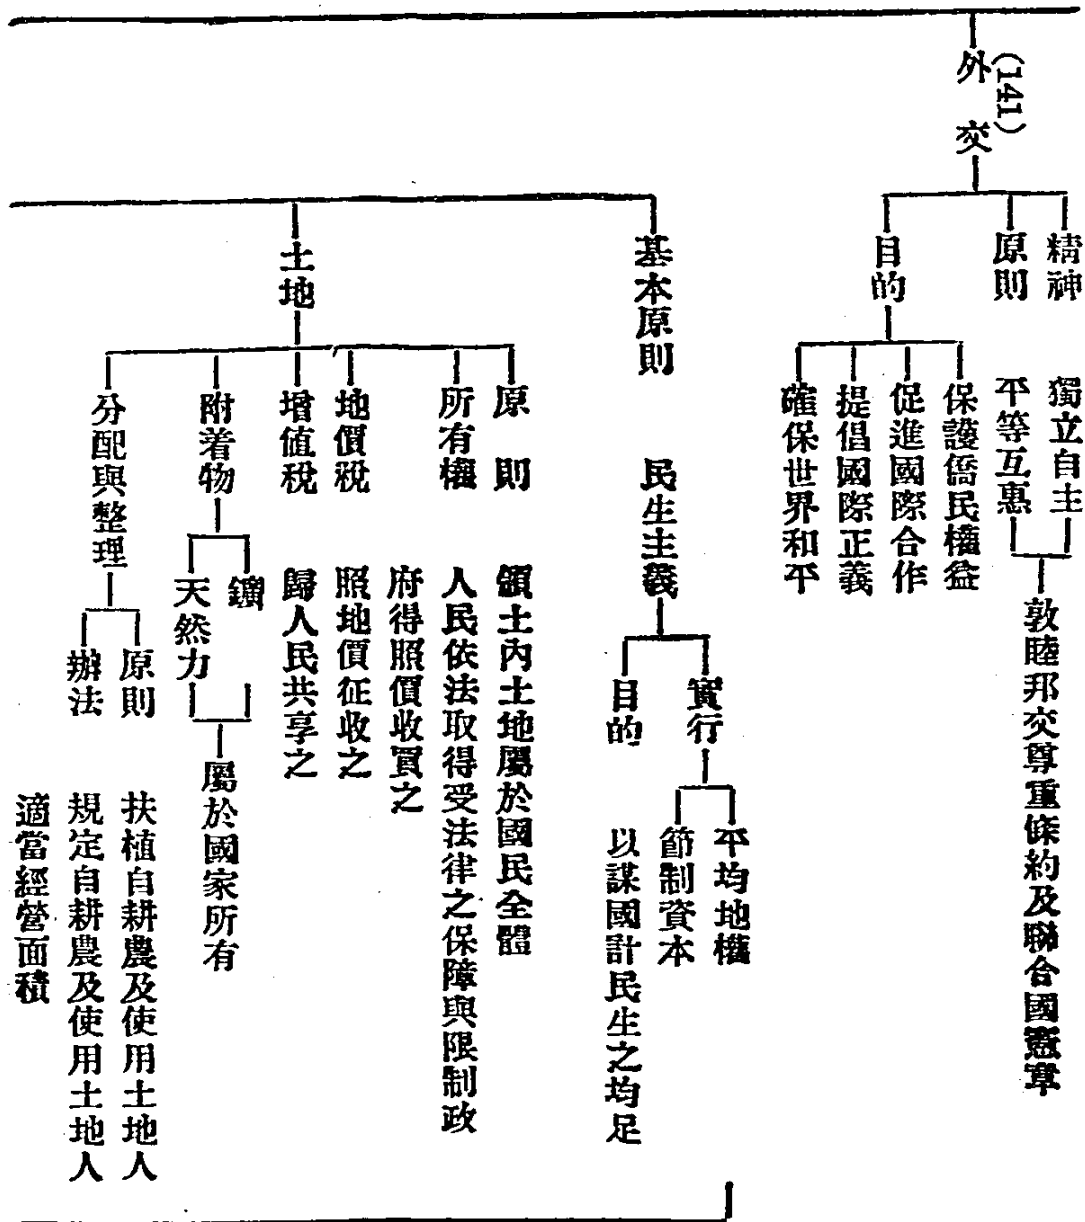 外交
(141)
精神
獨立自主
原則
平等互惠
敦睦邦交尊重條約及聯合國憲章
目的
保護僑民權益
促進國際合作
提倡國際正義
確保世界和平
基本原則
民生主義
實行
平均地權
節制資本
目的
以謀國計民生之均足
土地
原則
領土內土地屬於國民全體
所有權
人民依法取得受法律之保障與限制政
府得照價收買之
地價稅
照地價征收之
增值稅
歸人民共享之
附着物
鑛
天然力
屬於國家所有
分配與整理
原則
扶植自耕農及使用土地人
辦法
規定自耕農及使用土地人
適當經營面積